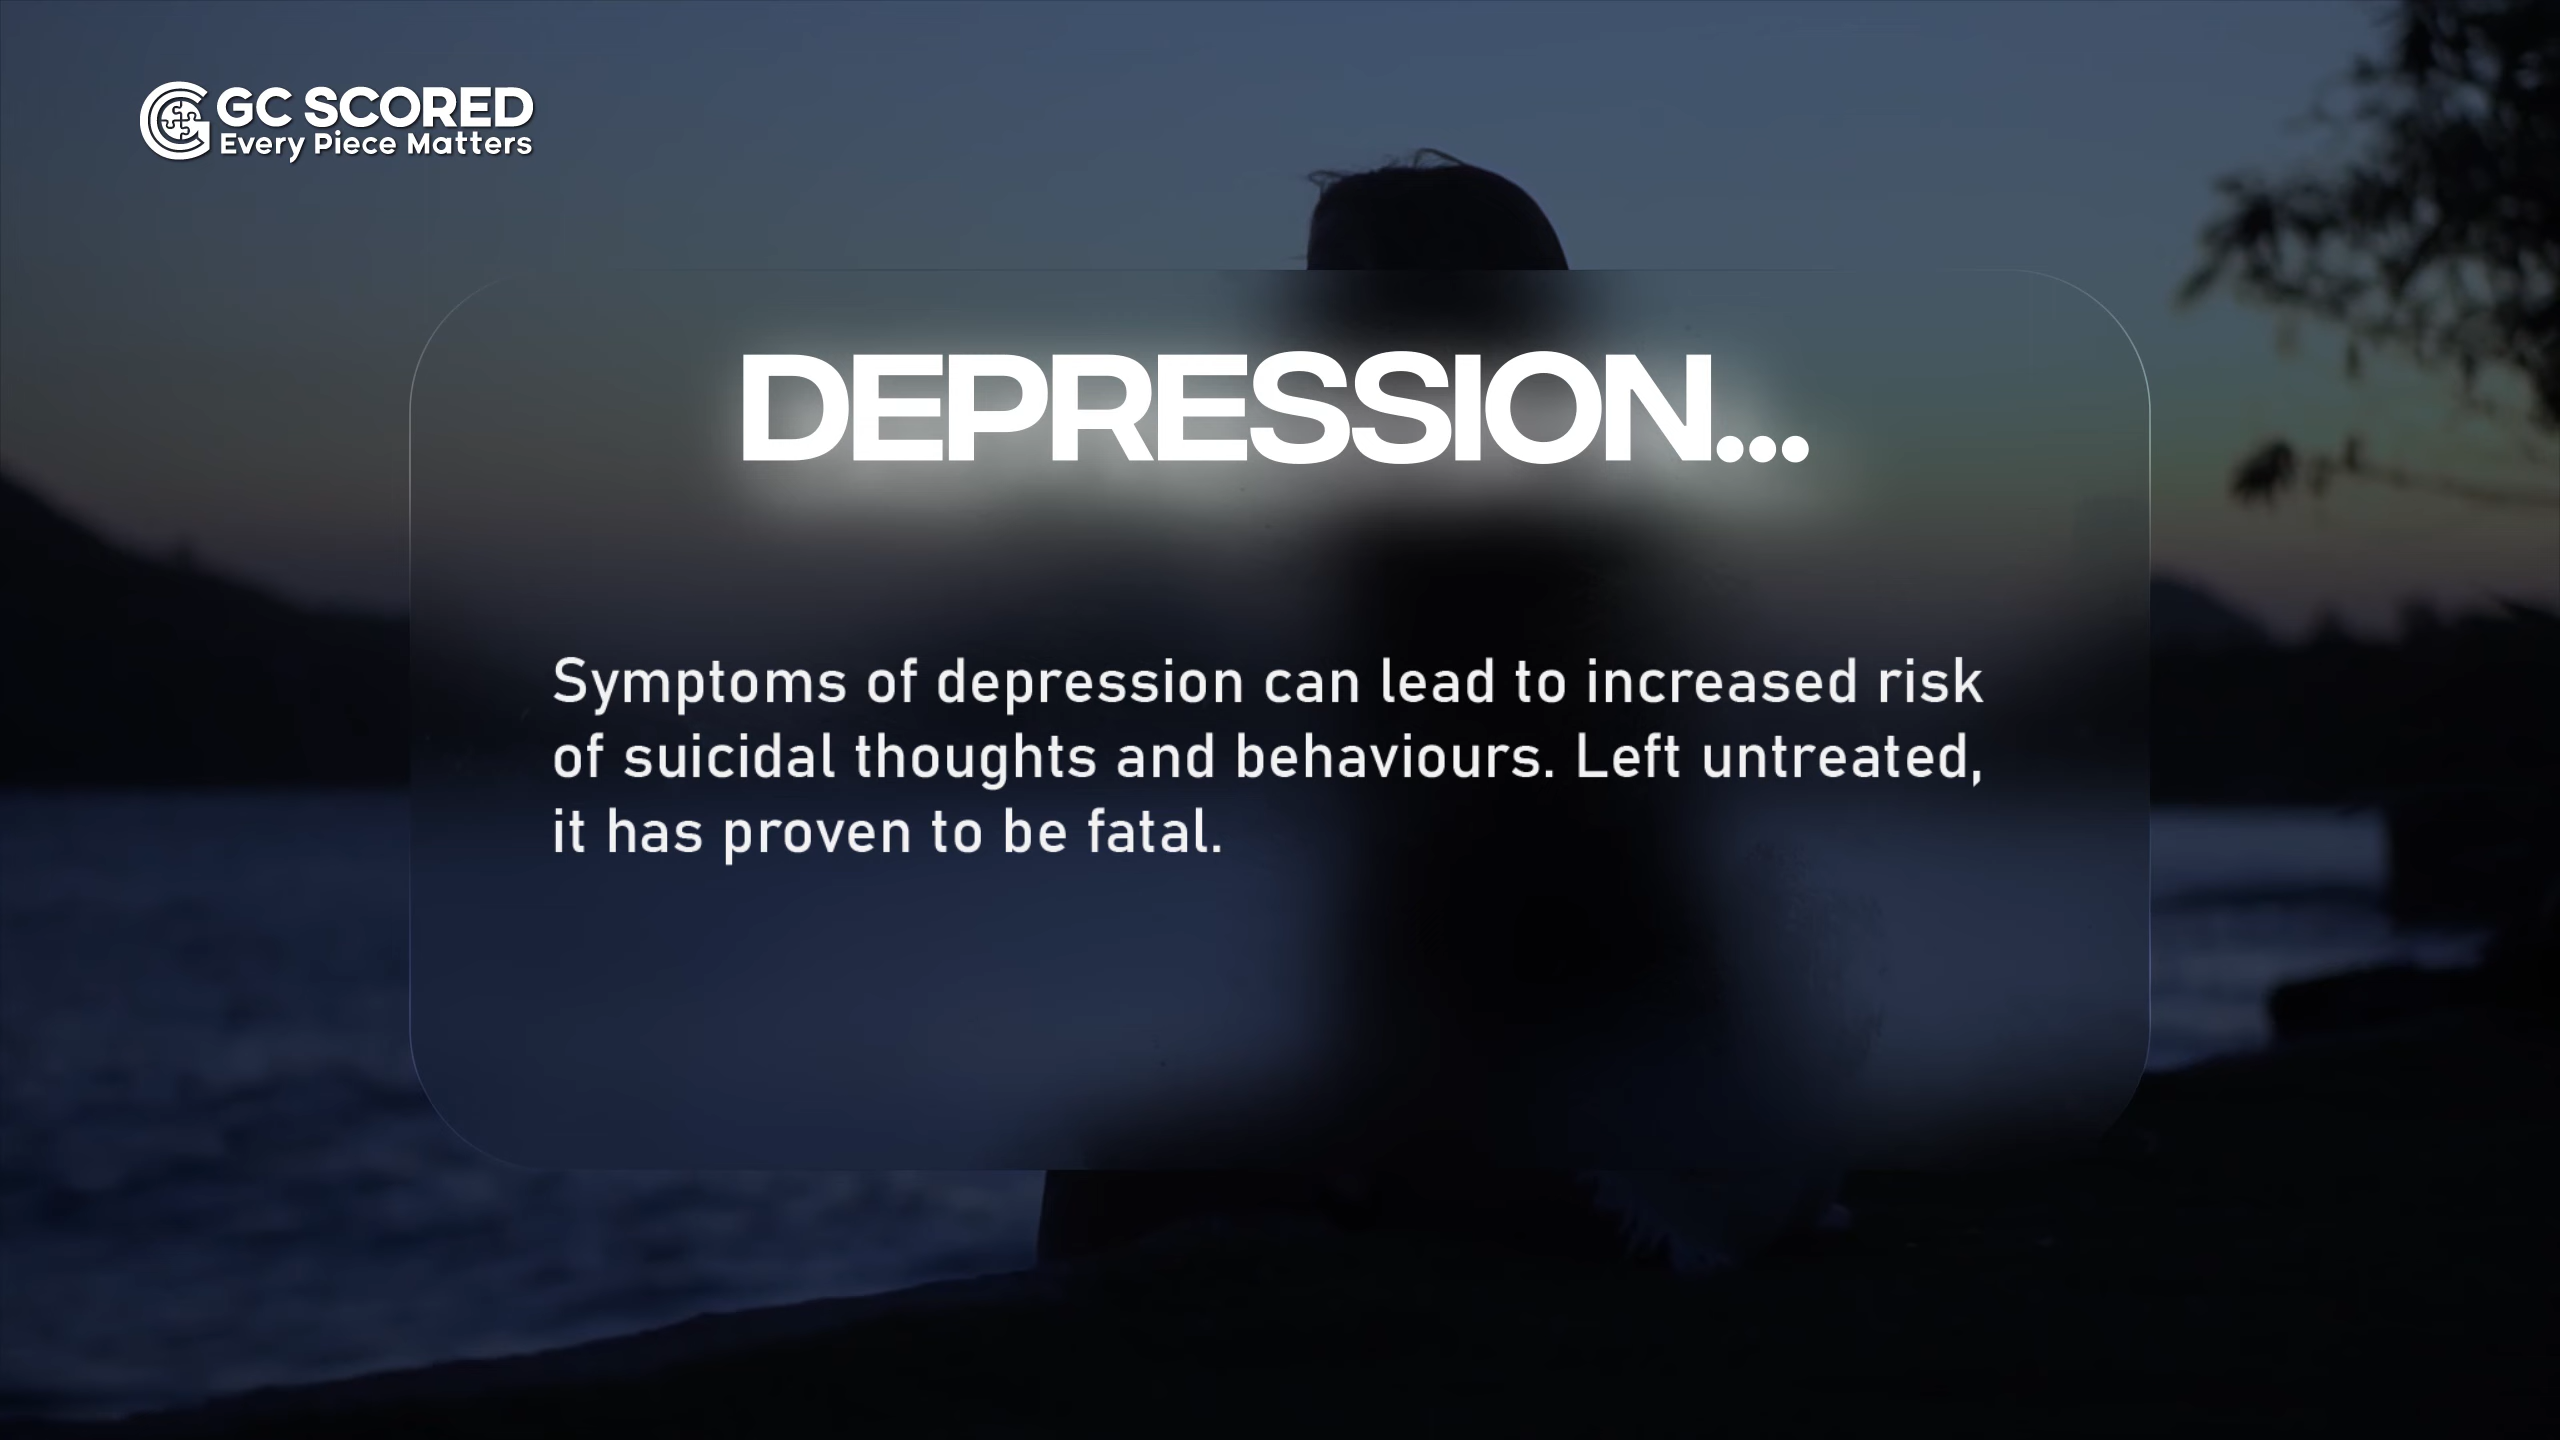 GC SCORED
Every Piece Matters
DEPRESSION...
Symptoms of depression can lead to increased risk
of suicidal thoughts and behaviours. Left untreated,
it has proven to be fatal.